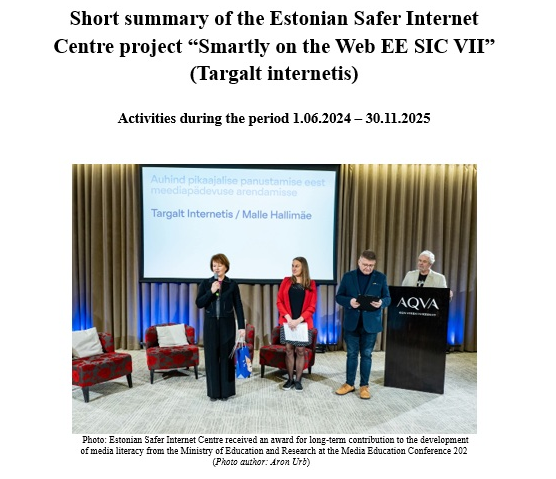 Short summary of the Estonian Safer Internet
Centre project “Smartly on the Web EE SIC VII”
(Targalt internetis)
Activities during the period 1.06.2024 – 30.11.2025
Auhind pikaajalise panustamise eest
meediapädevuse arendamisse
Targalt Internetis / Malle Hallimäe
AQVA
Photo: Estonian Safer Internet Centre received an award for long-term contribution to the development
of media literacy from the Ministry of Education and Research at the Media Education Conference 202
(Photo author: Aron Urb)